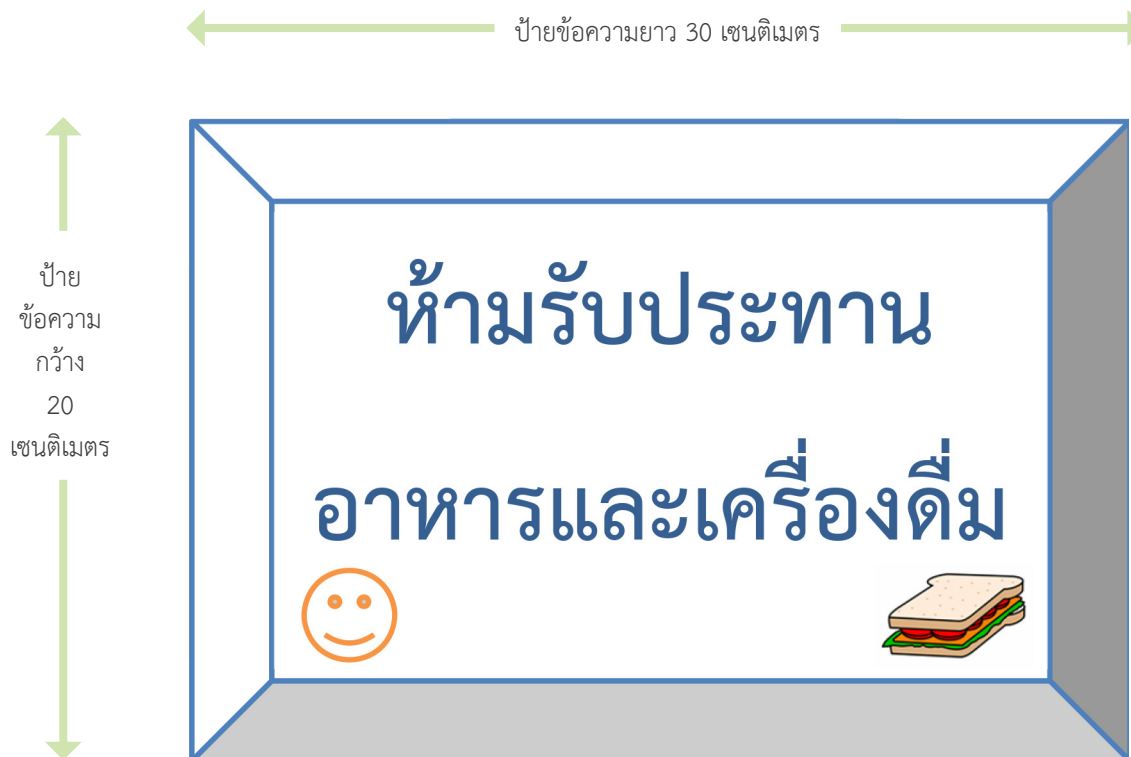 ป้ายข้อความยาว 30 เซนติเมตร
ป้าย
ข้อความ
กว้าง
20
เซนติเมตร
ห้ามรับประทาน
อาหารและเครื่องดื่ม